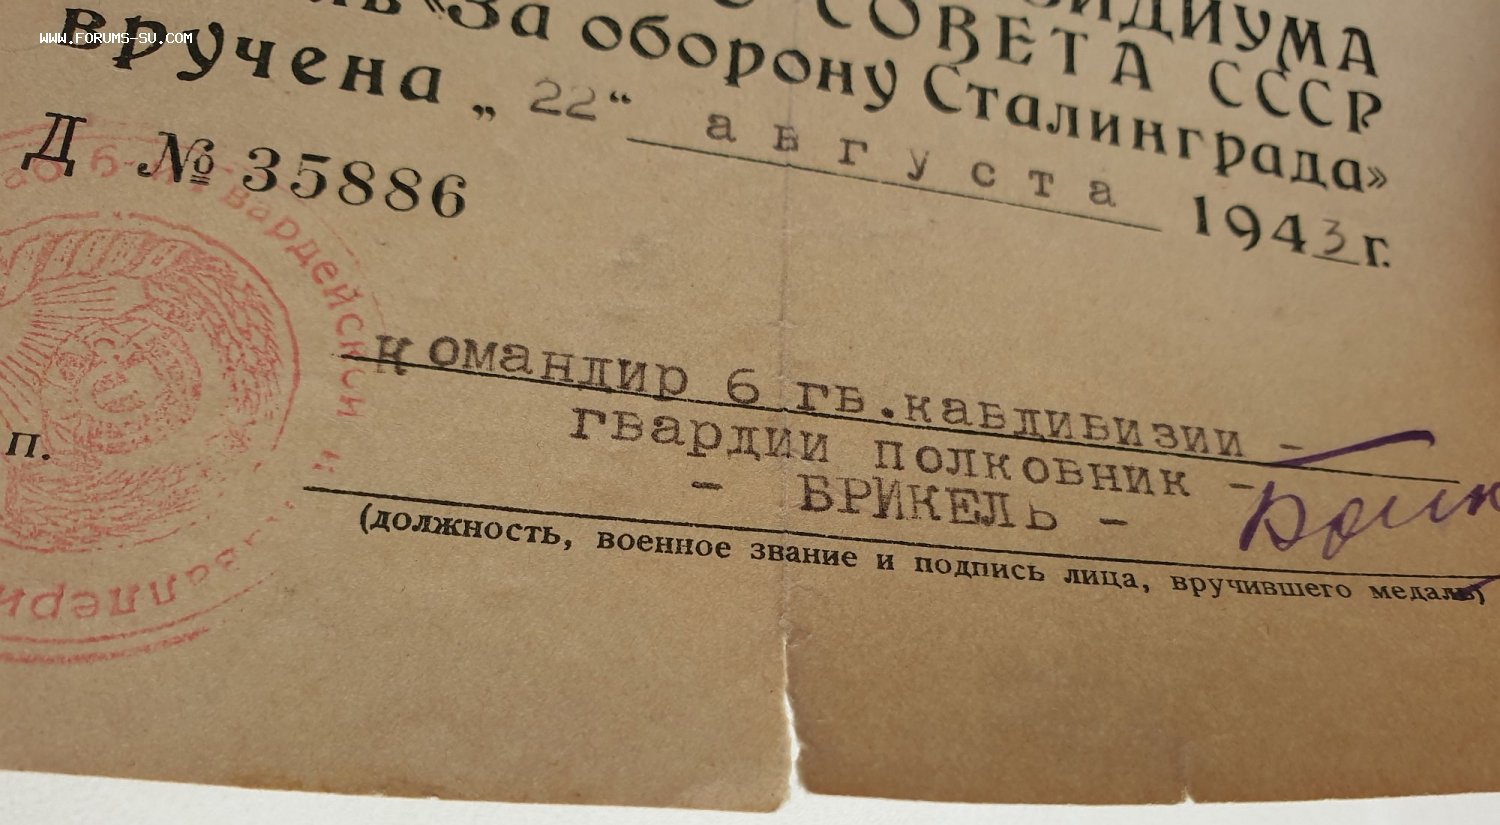 WWW.FORUMS-SU.COM
СОВЕТА СССР
«За оборону Сталинграда»
вручена „ 22 “ августа 1943 г.
Д № 35886
командир 6 гв.кавдивизии -
гвардии полковник -
- БРИКЕЛЬ -
П.
(должность, военное звание и подпись лица, вручившего медаль)